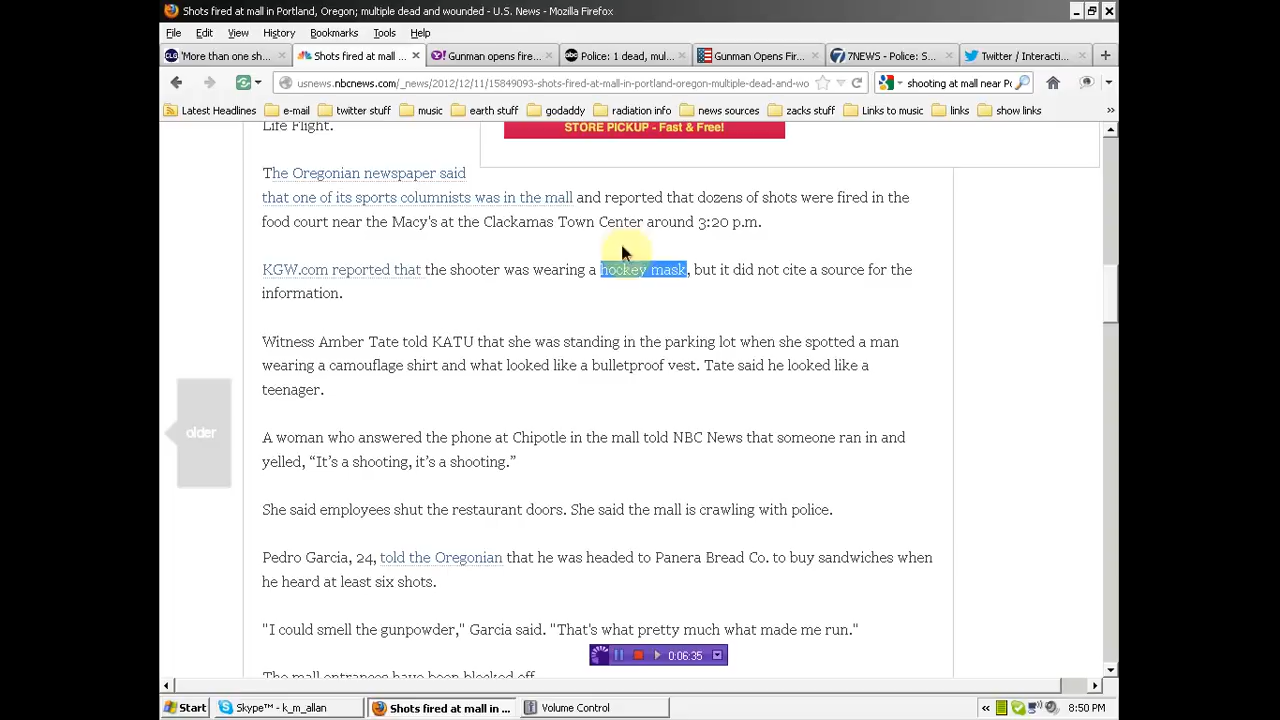 Shots fired at mall in Portland, Oregon; multiple dead and wounded - U.S. News - Mozilla Firefox
File Edit View History Bookmarks Tools Help
'More than one sh...
Shots fired at mall ...
Gunman opens fire...
Police: 1 dead, mul...
Gunman Opens Fir...
7NEWS - Police: S...
Twitter / Interacti...
usnews.nbcnews.com/_news/2012/12/11/15849093-shots-fired-at-mall-in-portland-oregon-multiple-dead-and-wo
shooting at mall near Po
Latest Headlines e-mail twitter stuff music earth stuff godaddy radiation info news sources zacks stuff Links to music links show links
Life Flight.
STORE PICKUP - Fast & Free!
The Oregonian newspaper said
that one of its sports columnists was in the mall and reported that dozens of shots were fired in the
food court near the Macy's at the Clackamas Town Center around 3:20 p.m.
KGW.com reported that the shooter was wearing a hockey mask, but it did not cite a source for the
information.
Witness Amber Tate told KATU that she was standing in the parking lot when she spotted a man
wearing a camouflage shirt and what looked like a bulletproof vest. Tate said he looked like a
teenager.
older
A woman who answered the phone at Chipotle in the mall told NBC News that someone ran in and
yelled, “It’s a shooting, it’s a shooting.”
She said employees shut the restaurant doors. She said the mall is crawling with police.
Pedro Garcia, 24, told the Oregonian that he was headed to Panera Bread Co. to buy sandwiches when
he heard at least six shots.
"I could smell the gunpowder," Garcia said. "That's what pretty much what made me run."
0:06:35
The mall entrances have been blocked off
Start
Skype™ - k_m_allan
Shots fired at mall in ...
Volume Control
8:50 PM